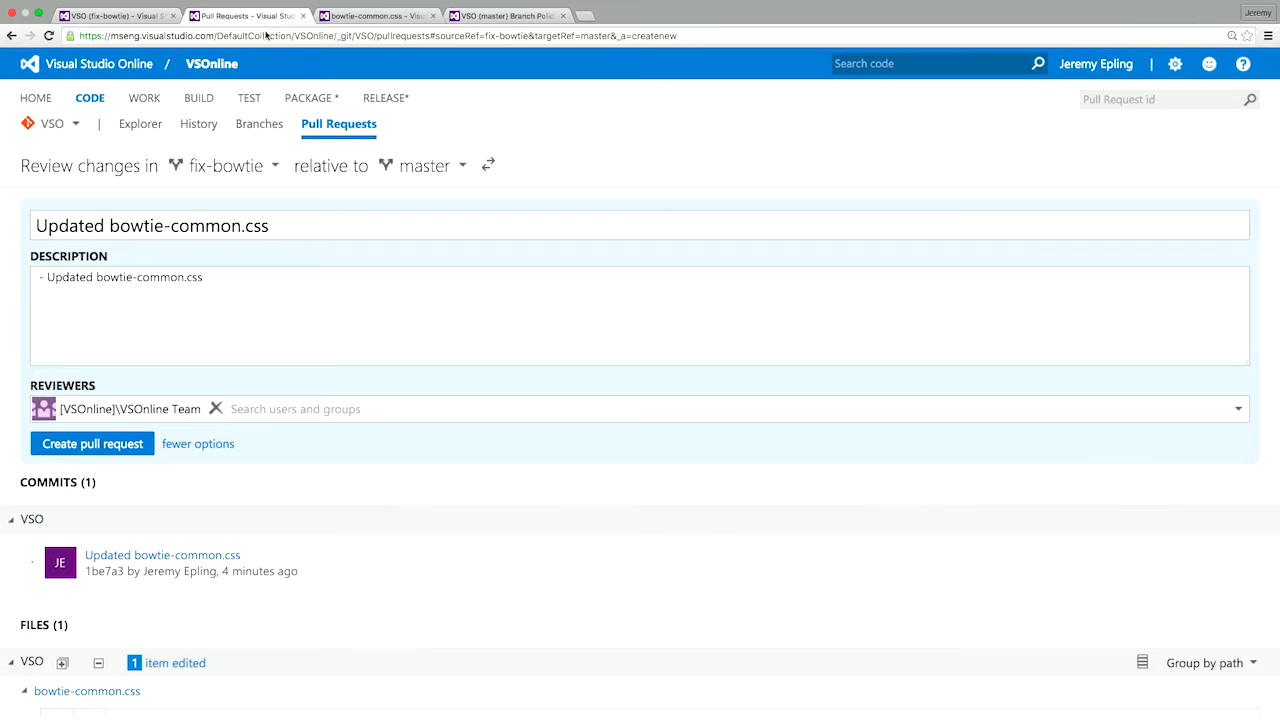 VSO (fix-bowtie) - Visual S
Pull Requests - Visual Stud
bowtie-common.css - Visua
VSO (master) Branch Polic
Jeremy
https://mseng.visualstudio.com/DefaultCollection/VSOnline/_git/VSO/pullrequests#sourceRef=fix-bowtie&targetRef=master&_a=createnew
Visual Studio Online / VSOnline
Search code
Jeremy Epling |
HOME CODE WORK BUILD TEST PACKAGE * RELEASE*
Pull Request id
VSO | Explorer History Branches Pull Requests
Review changes in fix-bowtie relative to master
Updated bowtie-common.css
DESCRIPTION
- Updated bowtie-common.css
REVIEWERS
[VSOnline]\VSOnline Team Search users and groups
Create pull request fewer options
COMMITS (1)
VSO
JE
Updated bowtie-common.css
1be7a3 by Jeremy Epling, 4 minutes ago
FILES (1)
VSO 1 item edited Group by path
bowtie-common.css